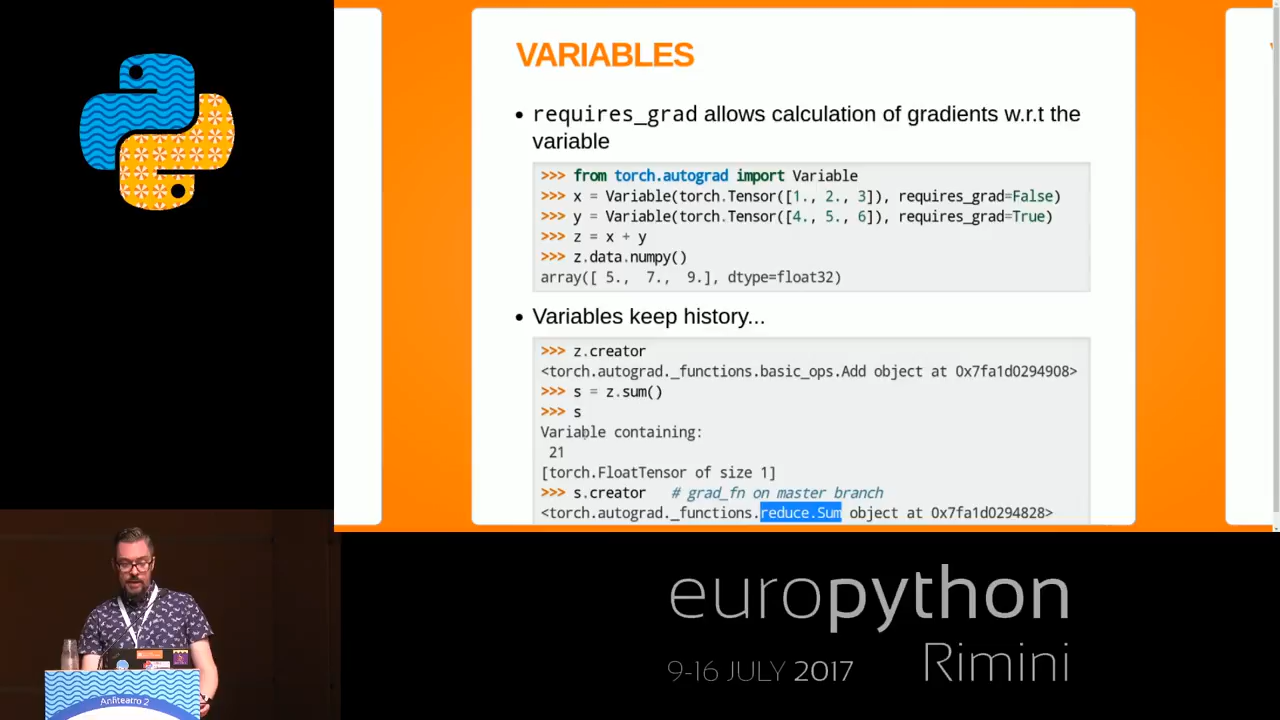 VARIABLES
• requires_grad allows calculation of gradients w.r.t the
variable
>>> from torch.autograd import Variable
>>> x = Variable(torch.Tensor([1., 2., 3]), requires_grad=False)
>>> y = Variable(torch.Tensor([4., 5., 6]), requires_grad=True)
>>> z = x + y
>>> z.data.numpy()
array([ 5.,  7.,  9.], dtype=float32)
• Variables keep history...
>>> z.creator
<torch.autograd._functions.basic_ops.Add object at 0x7fa1d0294908>
>>> s = z.sum()
>>> s
Variable containing:
 21
[torch.FloatTensor of size 1]
>>> s.creator   # grad_fn on master branch
<torch.autograd._functions.reduce.Sum object at 0x7fa1d0294828>
Anfiteatro 2
europython
Rimini
9-16 JULY 2017